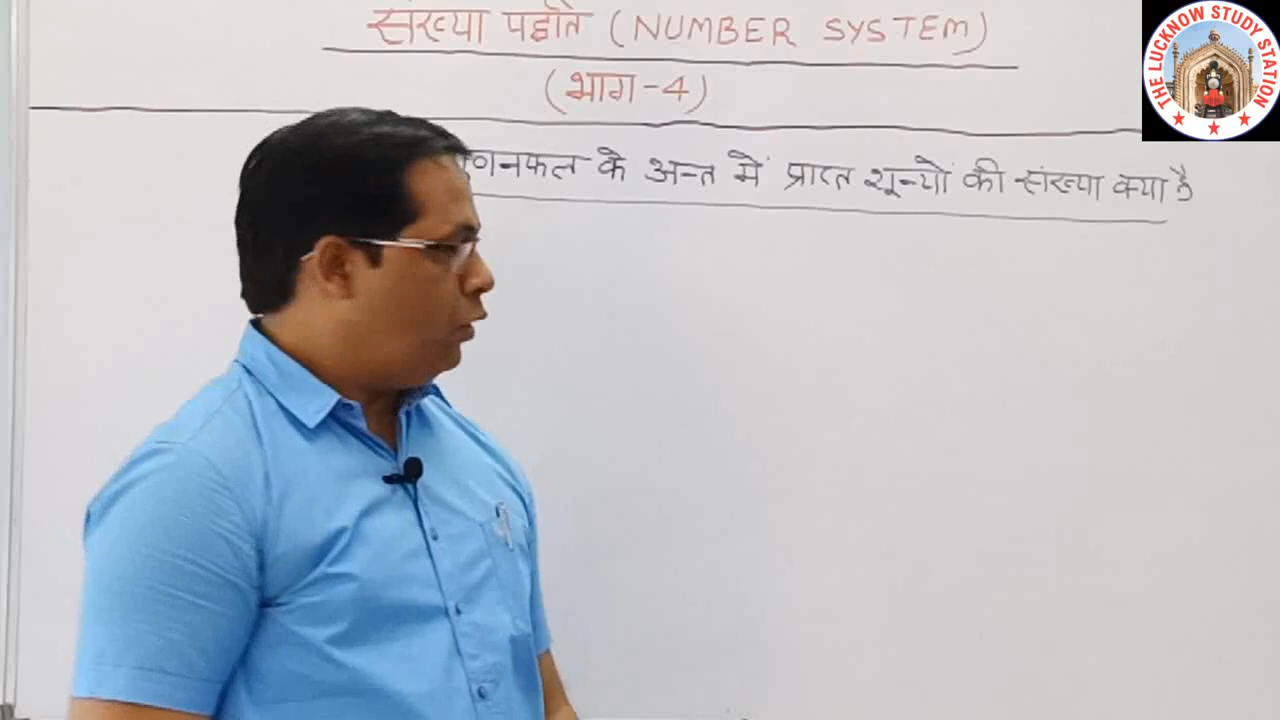 संख्या पद्धति (NUMBER SYSTEM)
(भाग-4)
के अन्त में प्राप्त शून्यों की संख्या क्या है
THE LUCKNOW STUDY STATION